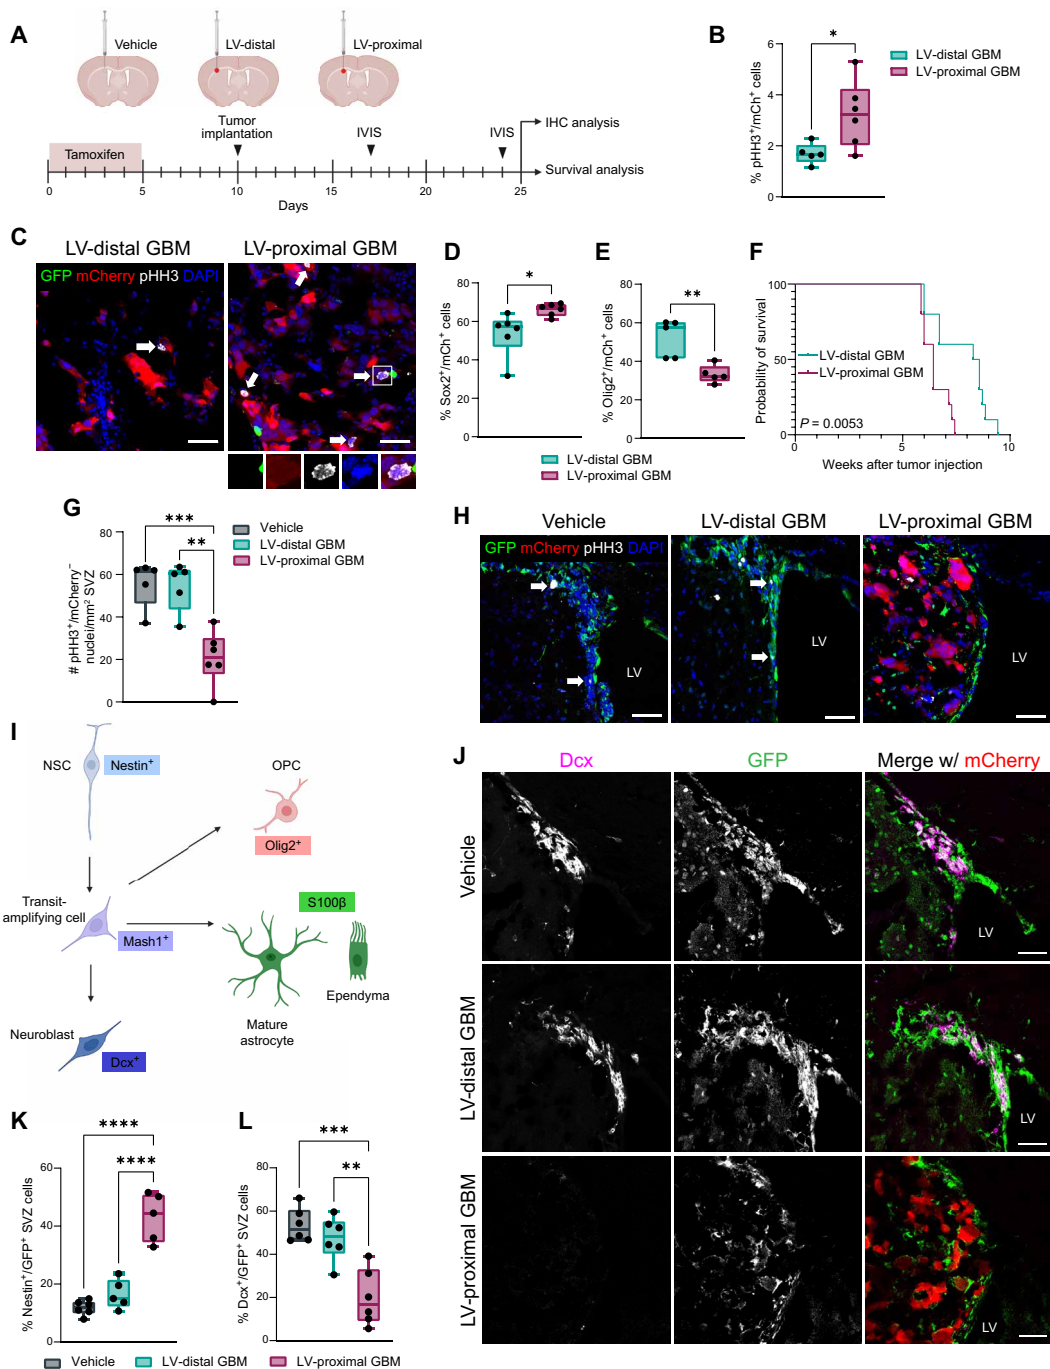 A
Vehicle
LV-distal
LV-proximal
Tumor
implantation
IVIS
IVIS
IHC analysis
Tamoxifen
Survival analysis
0
5
10
15
20
25
Days
B
*
LV-distal GBM
LV-proximal GBM
% pHH3⁺/mCh⁺ cells
6
4
2
0
C
LV-distal GBM
LV-proximal GBM
GFP mCherry pHH3 DAPI
D
*
% Sox2⁺/mCh⁺ cells
80
60
40
20
0
E
**
% Olig2⁺/mCh⁺ cells
80
60
40
20
0
LV-distal GBM
LV-proximal GBM
F
Probability of survival
100
50
0
LV-distal GBM
LV-proximal GBM
P = 0.0053
0
5
10
Weeks after tumor injection
G
***
**
Vehicle
LV-distal GBM
LV-proximal GBM
# pHH3⁺/mCherry⁻
nuclei/mm² SVZ
80
60
40
20
0
H
Vehicle
LV-distal GBM
LV-proximal GBM
GFP mCherry pHH3 DAPI
LV
LV
LV
I
NSC
Nestin⁺
OPC
Olig2⁺
Transit-
amplifying cell
Mash1⁺
S100β
Ependyma
Mature
astrocyte
Neuroblast
Dcx⁺
J
Dcx
GFP
Merge w/ mCherry
Vehicle
LV
LV-distal GBM
LV
LV-proximal GBM
LV
K
****
****
% Nestin⁺/GFP⁺ SVZ cells
60
40
20
0
L
***
**
% Dcx⁺/GFP⁺ SVZ cells
80
60
40
20
0
Vehicle
LV-distal GBM
LV-proximal GBM